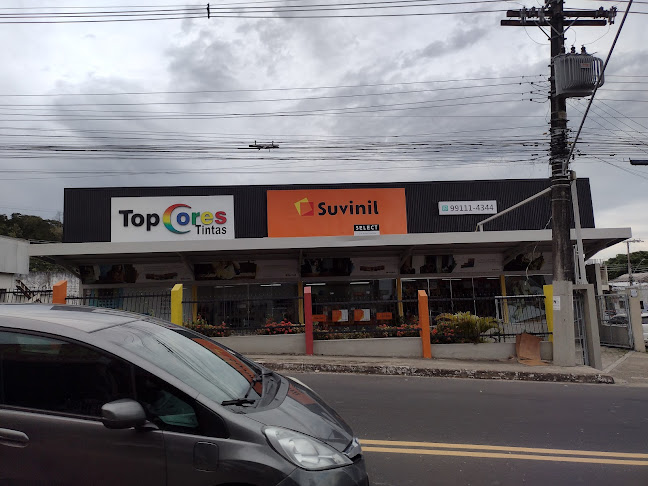 Top Cores
Tintas
Suvinil
SELECT
99111-4344